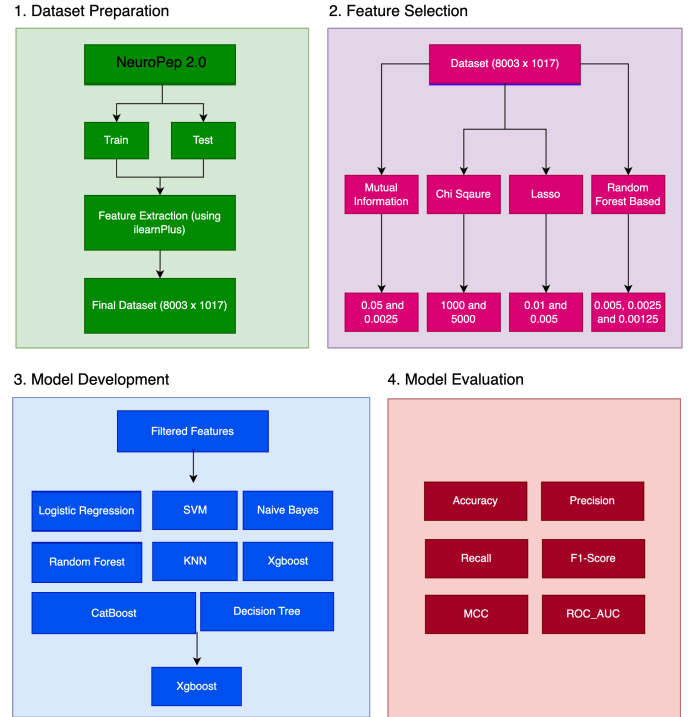 1. Dataset Preparation
NeuroPep 2.0
Train
Test
Feature Extraction (using
ilearnPlus)
Final Dataset (8003 x 1017)
2. Feature Selection
Dataset (8003 x 1017)
Mutual
Information
Chi Sqaure
Lasso
Random
Forest Based
0.05 and
0.0025
1000 and
5000
0.01 and
0.005
0.005, 0.0025
and 0.00125
3. Model Development
Filtered Features
Logistic Regression
SVM
Naive Bayes
Random Forest
KNN
Xgboost
CatBoost
Decision Tree
Xgboost
4. Model Evaluation
Accuracy
Precision
Recall
F1-Score
MCC
ROC_AUC